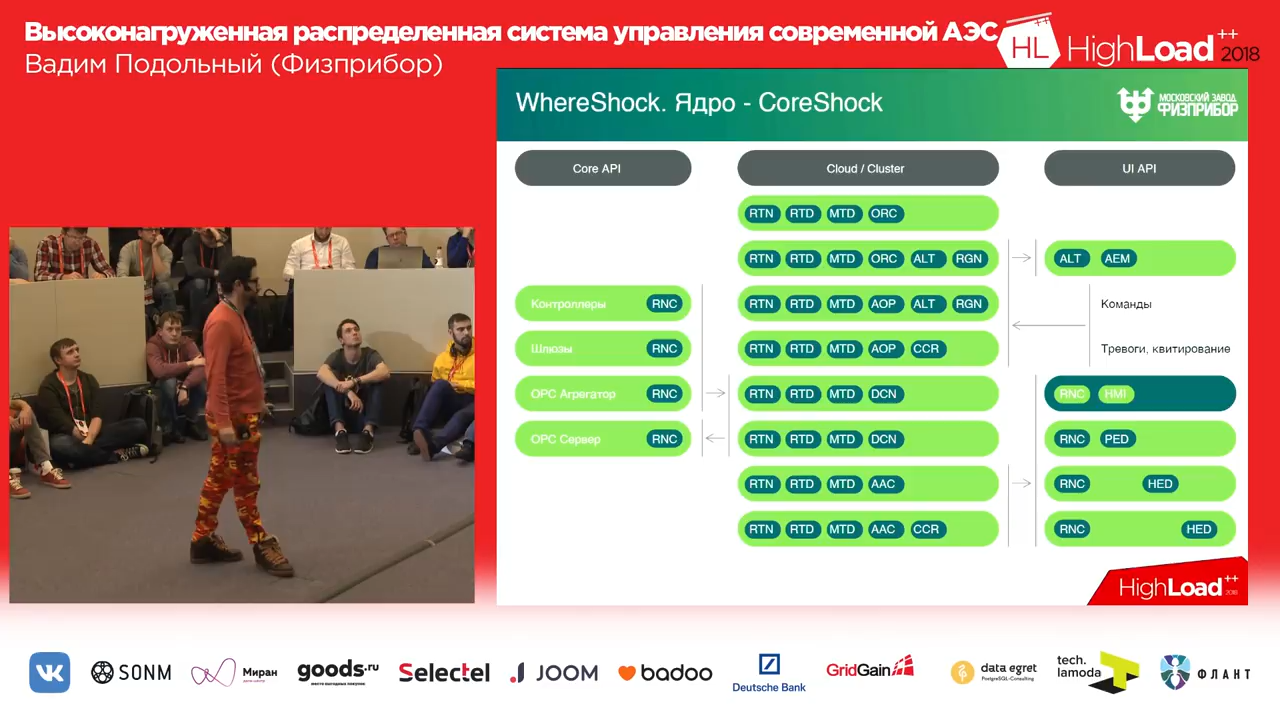 Высоконагруженная распределенная система управления современной АЭС
Вадим Подольный (Физприбор)
HL HighLoad++ 2018
WhereShock. Ядро - CoreShock
МОСКОВСКИЙ ЗАВОД
ФИЗПРИБОР
Core API
Cloud / Cluster
UI API
RTN RTD MTD ORC
RTN RTD MTD ORC ALT RGN
ALT AEM
Контроллеры RNC
RTN RTD MTD AOP ALT RGN
Команды
Шлюзы RNC
RTN RTD MTD AOP CCR
Тревоги, квитирование
OPC Агрегатор RNC
RTN RTD MTD DCN
RNC HMI
OPC Сервер RNC
RTN RTD MTD DCN
RNC PED
RTN RTD MTD AAC
RNC HED
RTN RTD MTD AAC CCR
RNC HED
HighLoad++ 2018
VK
SONM
Миран
goods.ru
Selectel
JOOM
badoo
Deutsche Bank
GridGain
data egret
PostgreSQL-Consulting
tech.
lamoda
ФЛАНТ